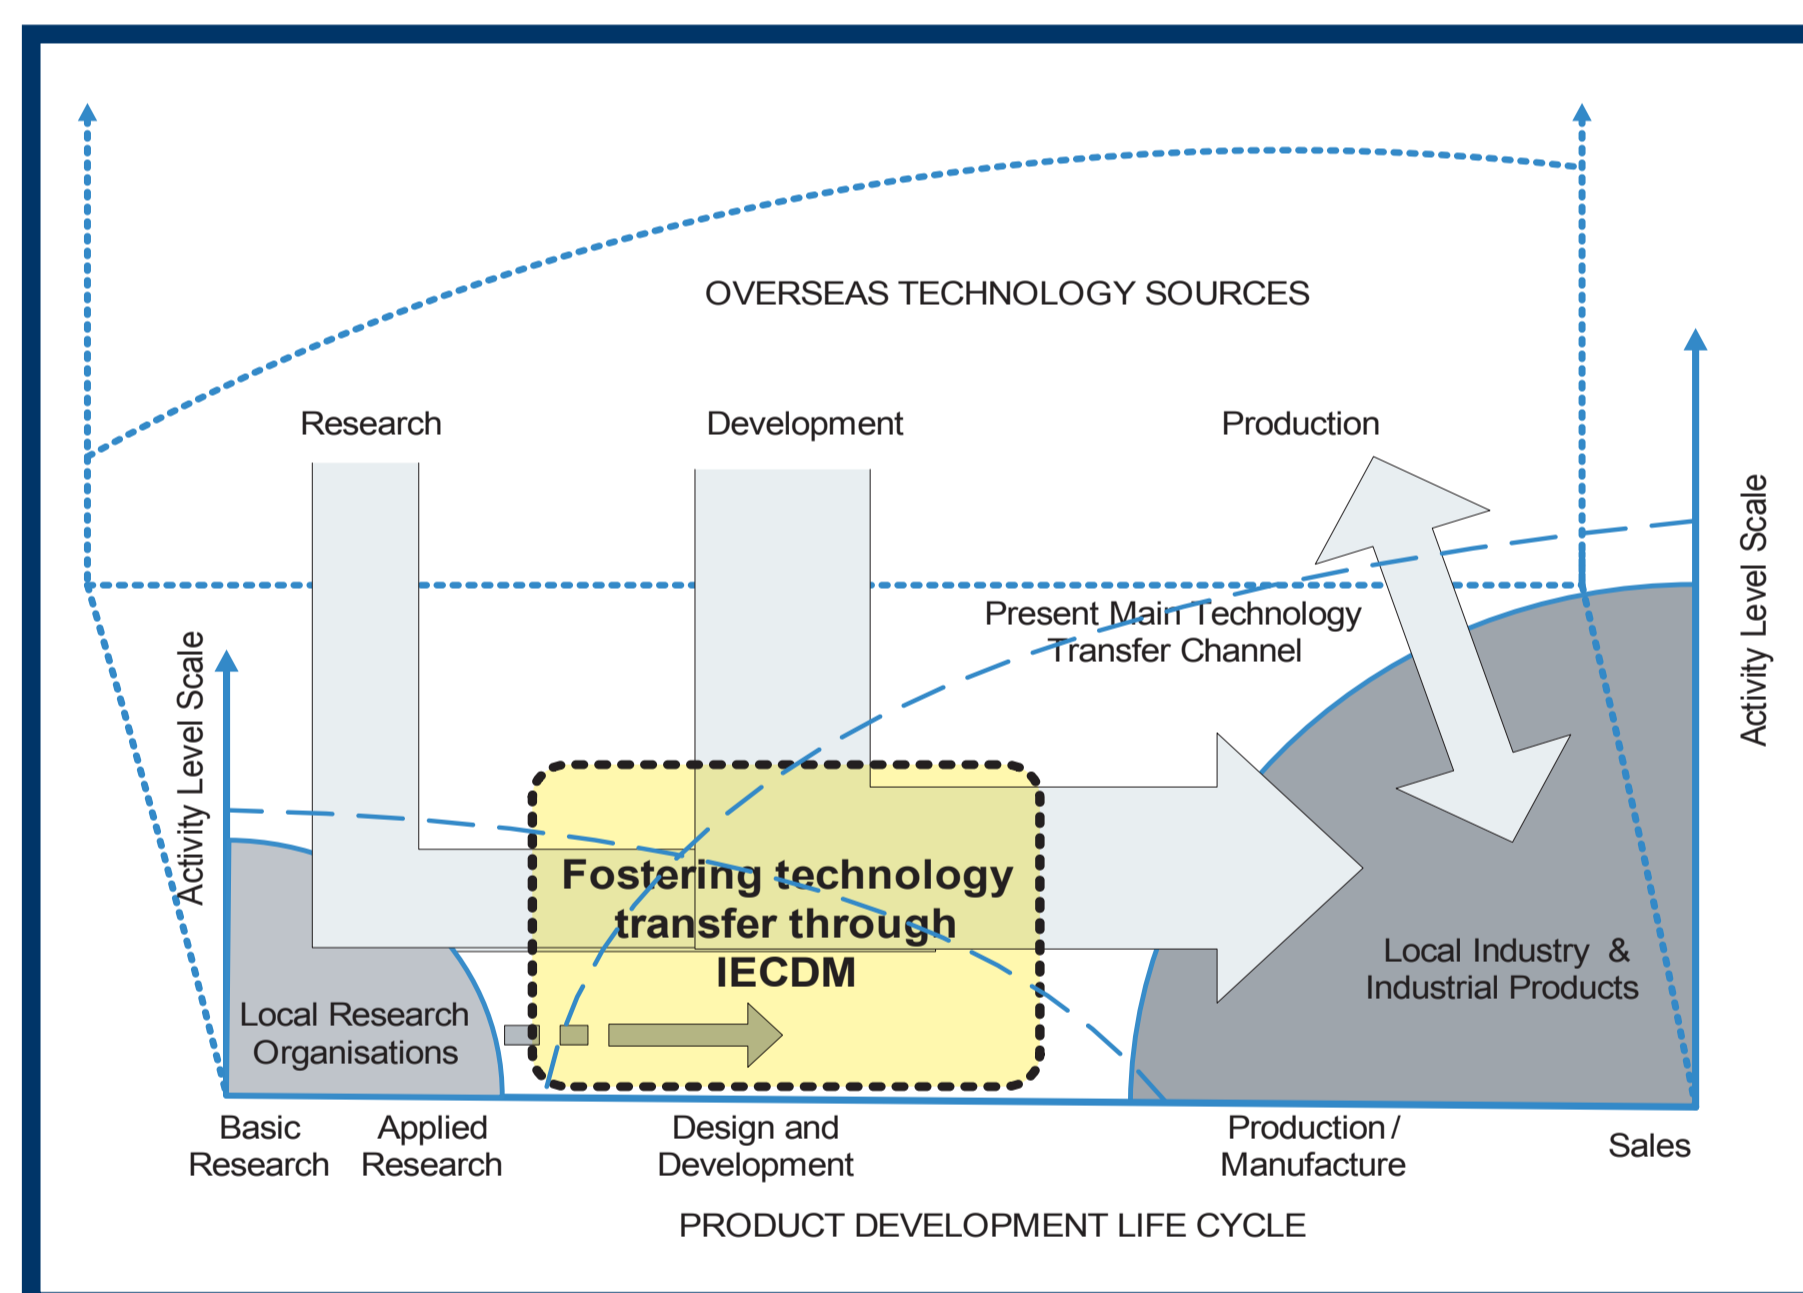 OVERSEAS TECHNOLOGY SOURCES
Research
Development
Production
Activity Level Scale
Present Main Technology
Transfer Channel
Activity Level Scale
Fostering technology
transfer through
IECDM
Local Industry &
Industrial Products
Local Research
Organisations
Basic
Research
Applied
Research
Design and
Development
Production/
Manufacture
Sales
PRODUCT DEVELOPMENT LIFE CYCLE